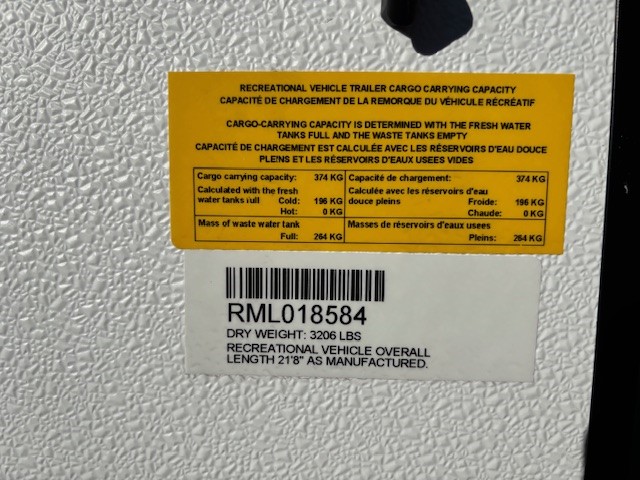 RECREATIONAL VEHICLE TRAILER CARGO CARRYING CAPACITY
CAPACITÉ DE CHARGEMENT DE LA REMORQUE DU VÉHICULE RÉCRÉATIF
CARGO-CARRYING CAPACITY IS DETERMINED WITH THE FRESH WATER
TANKS FULL AND THE WASTE TANKS EMPTY
CAPACITÉ DE CHARGEMENT EST CALCULÉE AVEC LES RÉSERVOIRS D'EAU DOUCE
PLEINS ET LES RÉSERVOIRS D'EAUX USEES VIDES
Cargo carrying capacity: 374 KG Capacité de chargement: 374 KG
Calculated with the fresh Calculée avec les réservoirs d'eau
water tanks full Cold: 196 KG douce pleins Froide: 196 KG
Hot: 0 KG Chaude: 0 KG
Mass of waste water tank Masses de réservoirs d'eaux usees
Full: 264 KG Pleins: 264 KG
RML018584
DRY WEIGHT: 3206 LBS
RECREATIONAL VEHICLE OVERALL
LENGTH 21'8" AS MANUFACTURED.